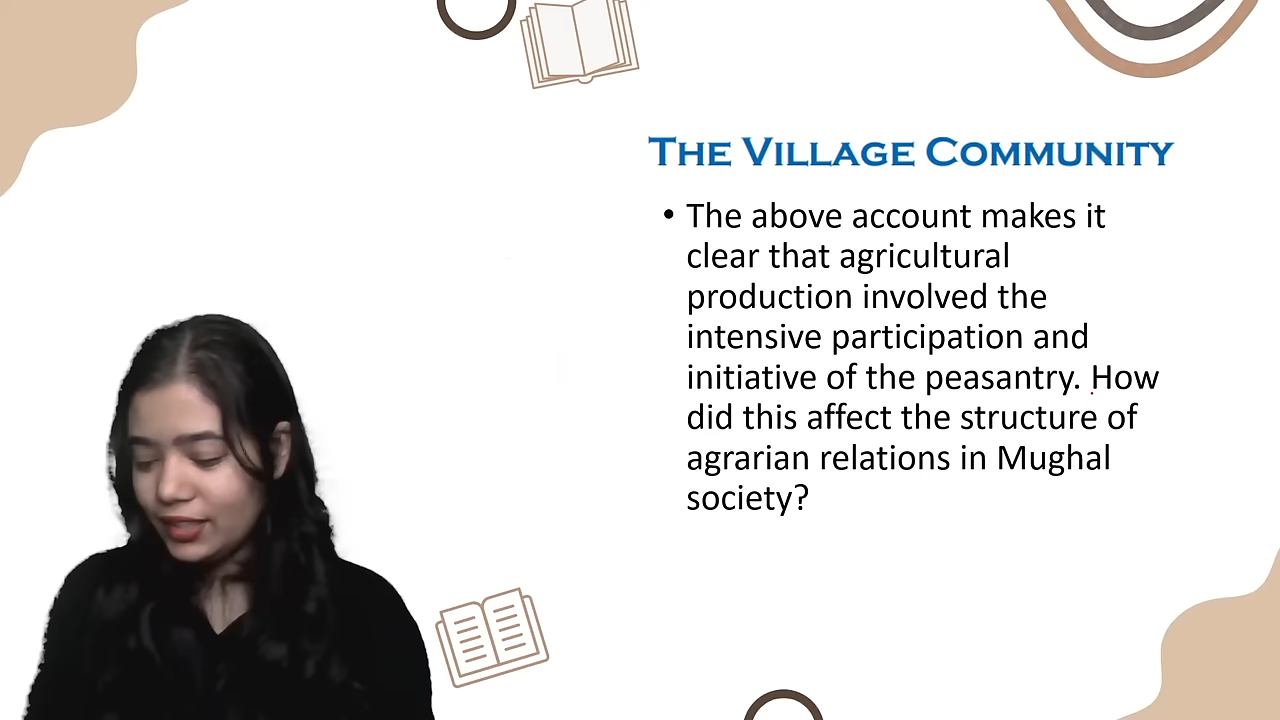 The Village Community
• The above account makes it
clear that agricultural
production involved the
intensive participation and
initiative of the peasantry. How
did this affect the structure of
agrarian relations in Mughal
society?